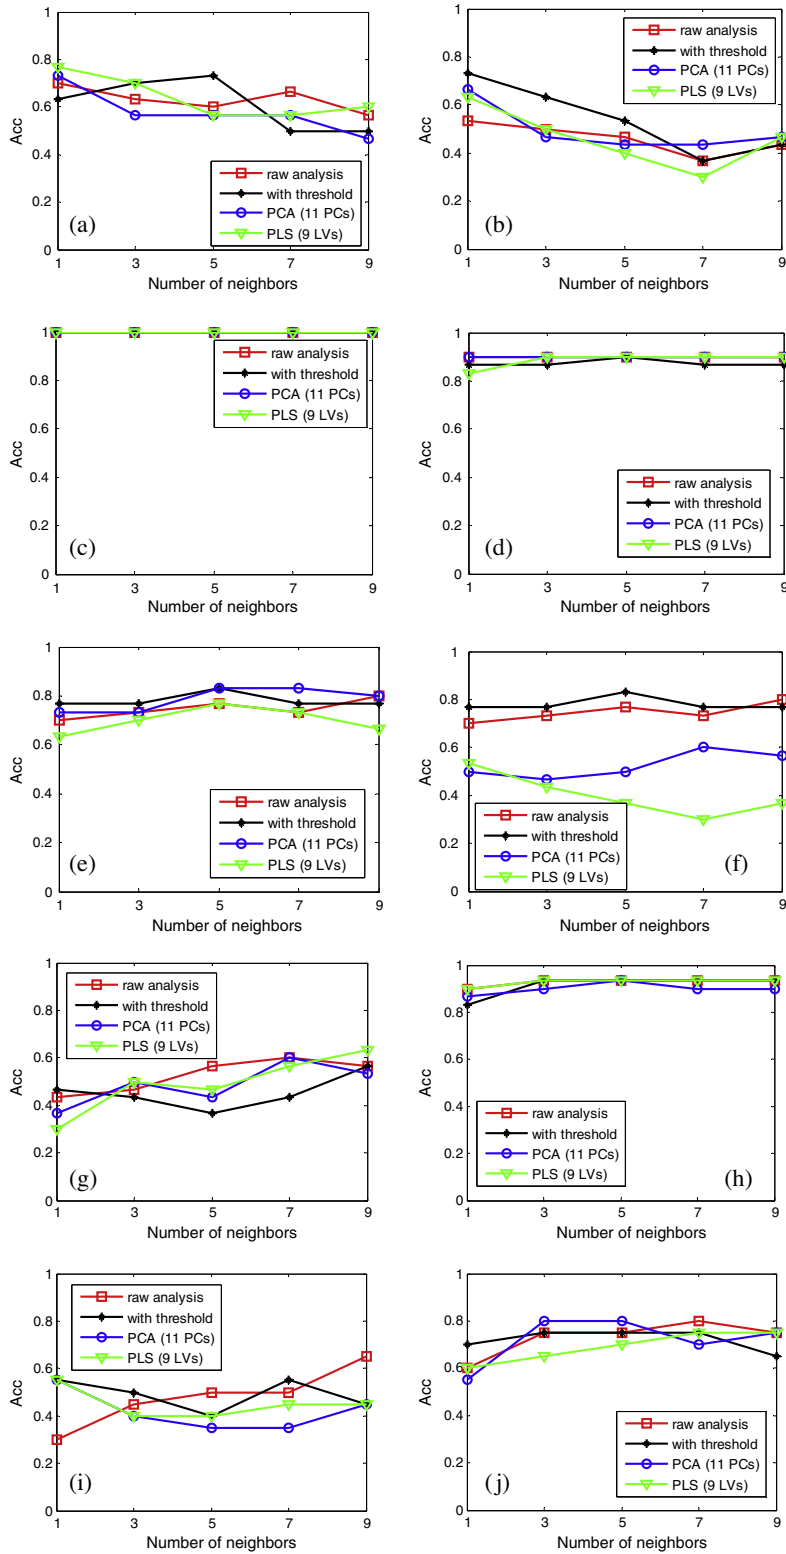 1
0.8
0.6
0.4
0.2
0
Acc
raw analysis
with threshold
PCA (11 PCs)
PLS (9 LVs)
(a)
1 3 5 7 9
Number of neighbors
1
0.8
0.6
0.4
0.2
0
Acc
raw analysis
with threshold
PCA (11 PCs)
PLS (9 LVs)
(b)
1 3 5 7 9
Number of neighbors
1
0.8
0.6
0.4
0.2
0
Acc
raw analysis
with threshold
PCA (11 PCs)
PLS (9 LVs)
(c)
1 3 5 7 9
Number of neighbors
1
0.8
0.6
0.4
0.2
0
Acc
raw analysis
with threshold
PCA (11 PCs)
PLS (9 LVs)
(d)
1 3 5 7 9
Number of neighbors
1
0.8
0.6
0.4
0.2
0
Acc
raw analysis
with threshold
PCA (11 PCs)
PLS (9 LVs)
(e)
1 3 5 7 9
Number of neighbors
1
0.8
0.6
0.4
0.2
0
Acc
raw analysis
with threshold
PCA (11 PCs)
PLS (9 LVs)
(f)
1 3 5 7 9
Number of neighbors
1
0.8
0.6
0.4
0.2
0
Acc
raw analysis
with threshold
PCA (11 PCs)
PLS (9 LVs)
(g)
1 3 5 7 9
Number of neighbors
1
0.8
0.6
0.4
0.2
0
Acc
raw analysis
with threshold
PCA (11 PCs)
PLS (9 LVs)
(h)
1 3 5 7 9
Number of neighbors
1
0.8
0.6
0.4
0.2
0
Acc
raw analysis
with threshold
PCA (11 PCs)
PLS (9 LVs)
(i)
1 3 5 7 9
Number of neighbors
1
0.8
0.6
0.4
0.2
0
Acc
raw analysis
with threshold
PCA (11 PCs)
PLS (9 LVs)
(j)
1 3 5 7 9
Number of neighbors